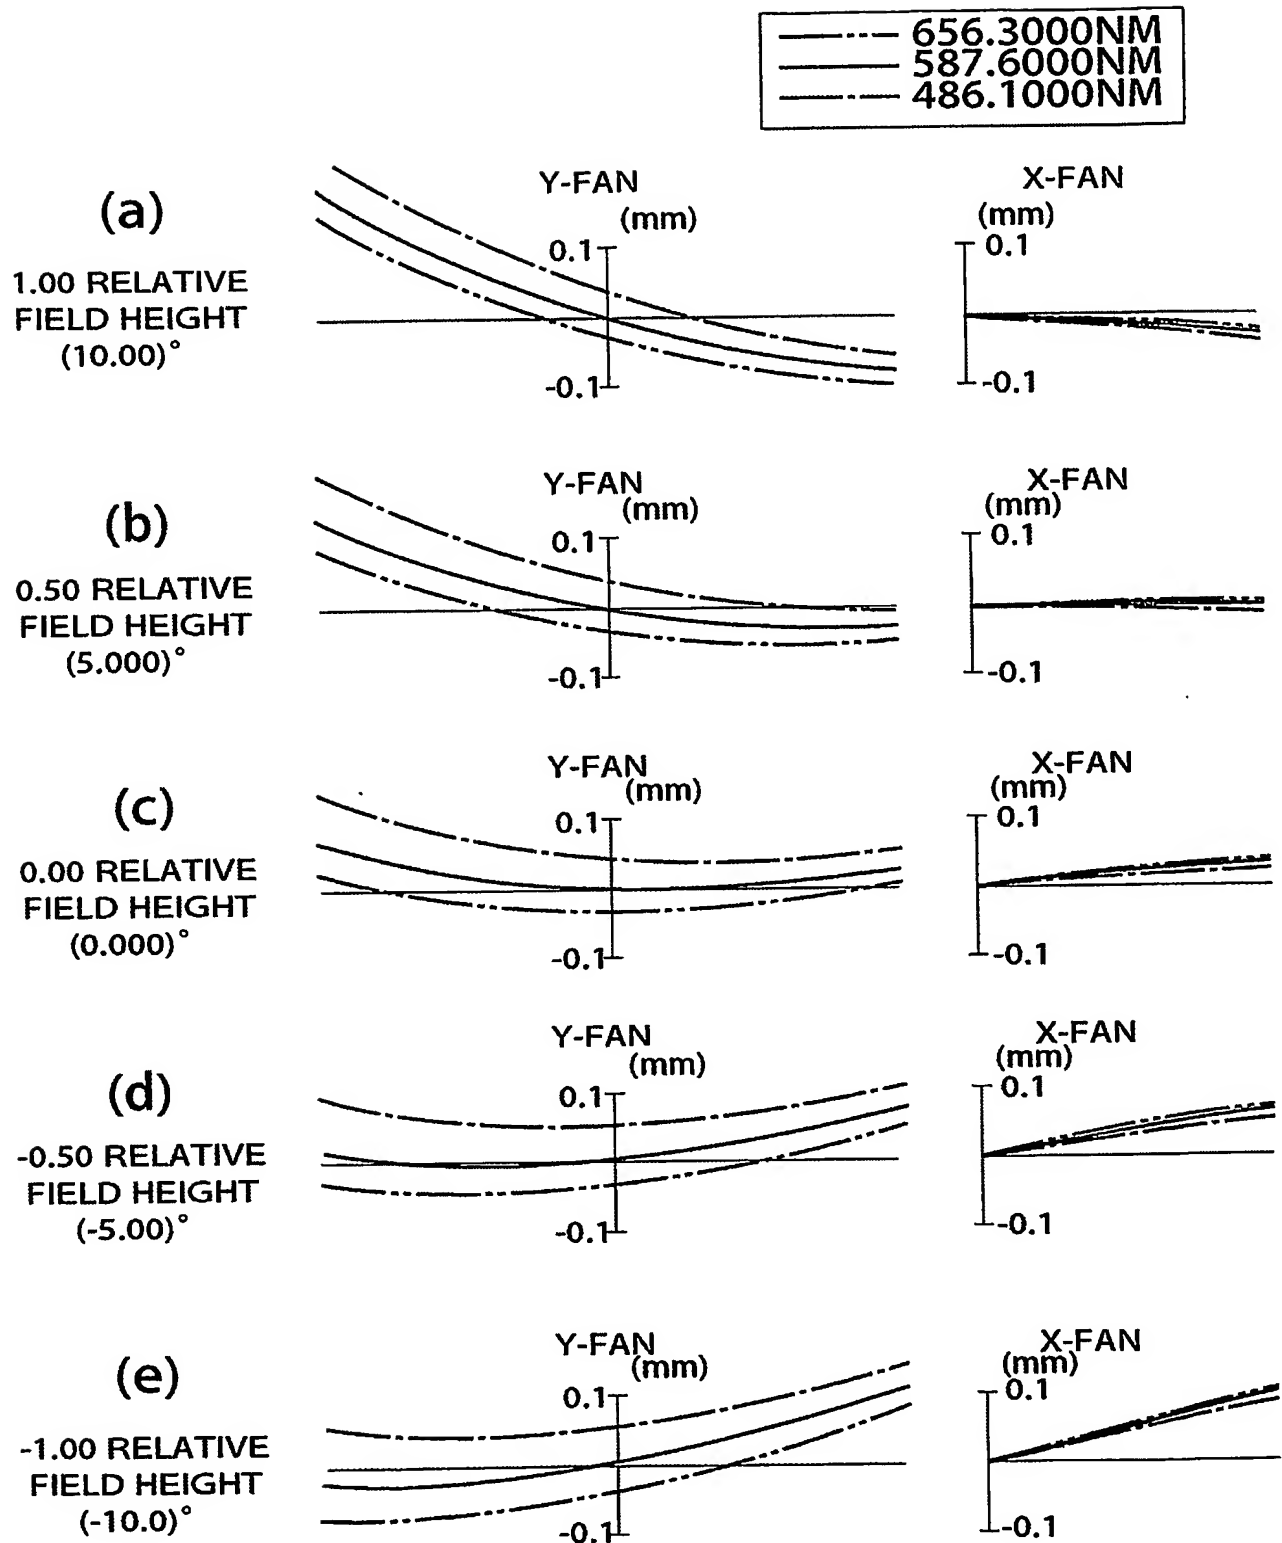 656.3000NM
587.6000NM
486.1000NM
(a)
1.00 RELATIVE
FIELD HEIGHT
(10.00)°
Y-FAN
(mm)
0.1
-0.1
X-FAN
(mm)
0.1
-0.1
(b)
0.50 RELATIVE
FIELD HEIGHT
(5.000)°
Y-FAN
(mm)
0.1
-0.1
X-FAN
(mm)
0.1
-0.1
(c)
0.00 RELATIVE
FIELD HEIGHT
(0.000)°
Y-FAN
(mm)
0.1
-0.1
X-FAN
(mm)
0.1
-0.1
(d)
-0.50 RELATIVE
FIELD HEIGHT
(-5.00)°
Y-FAN
(mm)
0.1
-0.1
X-FAN
(mm)
0.1
-0.1
(e)
-1.00 RELATIVE
FIELD HEIGHT
(-10.0)°
Y-FAN
(mm)
0.1
-0.1
X-FAN
(mm)
0.1
-0.1